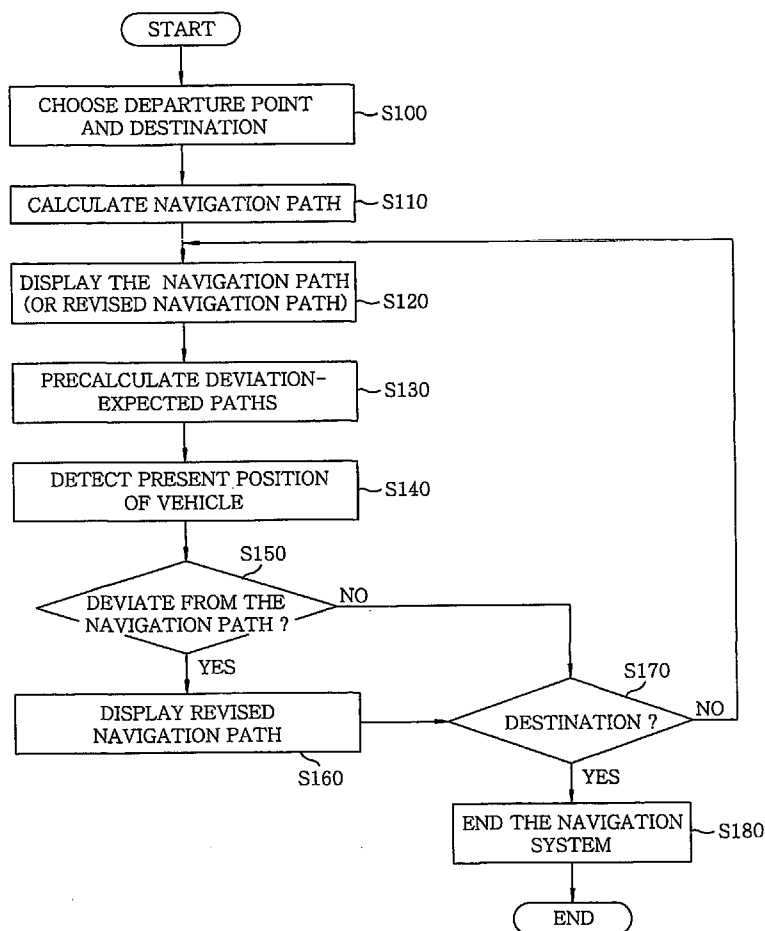 START
CHOOSE DEPARTURE POINT
AND DESTINATION
S100
CALCULATE NAVIGATION PATH
S110
DISPLAY THE NAVIGATION PATH
(OR REVISED NAVIGATION PATH)
S120
PRECALCULATE DEVIATION-
EXPECTED PATHS
S130
DETECT PRESENT POSITION
OF VEHICLE
S140
S150
DEVIATE FROM THE
NAVIGATION PATH ?
NO
YES
DISPLAY REVISED
NAVIGATION PATH
S160
S170
DESTINATION ?
NO
YES
END THE NAVIGATION
SYSTEM
S180
END